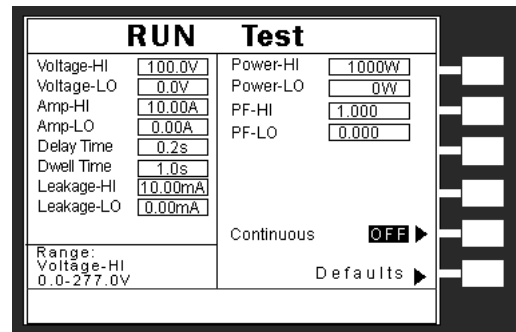 RUN Test
Voltage-HI 100.0V
Voltage-LO 0.0V
Amp-HI 10.00A
Amp-LO 0.00A
Delay Time 0.2s
Dwell Time 1.0s
Leakage-HI 10.00mA
Leakage-LO 0.00mA
Power-HI 1000W
Power-LO 0W
PF-HI 1.000
PF-LO 0.000
Continuous OFF
Defaults
Range:
Voltage-HI
0.0-277.0V